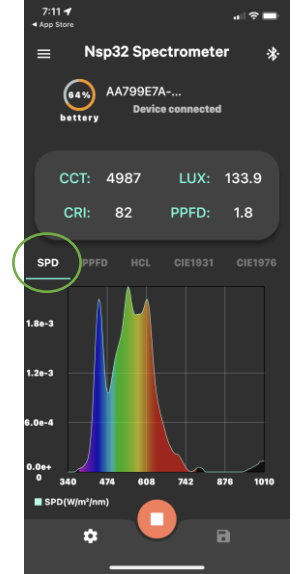 7:11
◄ App Store
Nsp32 Spectrometer
64%
bettery
AA799E7A-...
Device connected
CCT: 4987 LUX: 133.9
CRI: 82 PPFD: 1.8
SPD PPFD HCL CIE1931 CIE1976
1.8e-3
1.2e-3
6.0e-4
0.0e+
0
340 474 608 742 876 1010
SPD(W/m²/nm)